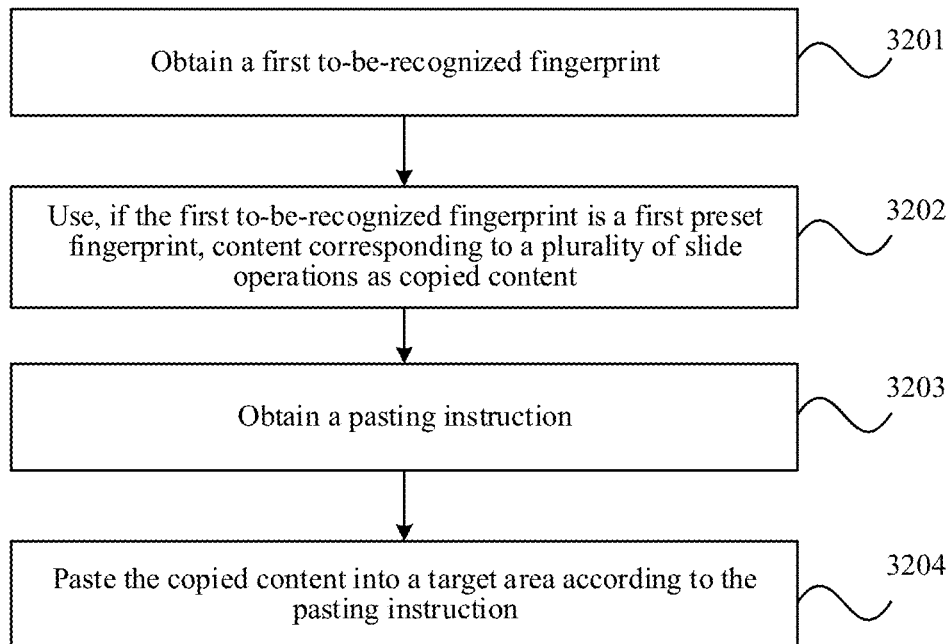 Obtain a first to-be-recognized fingerprint
3201
Use, if the first to-be-recognized fingerprint is a first preset
fingerprint, content corresponding to a plurality of slide
operations as copied content
3202
Obtain a pasting instruction
3203
Paste the copied content into a target area according to the
pasting instruction
3204